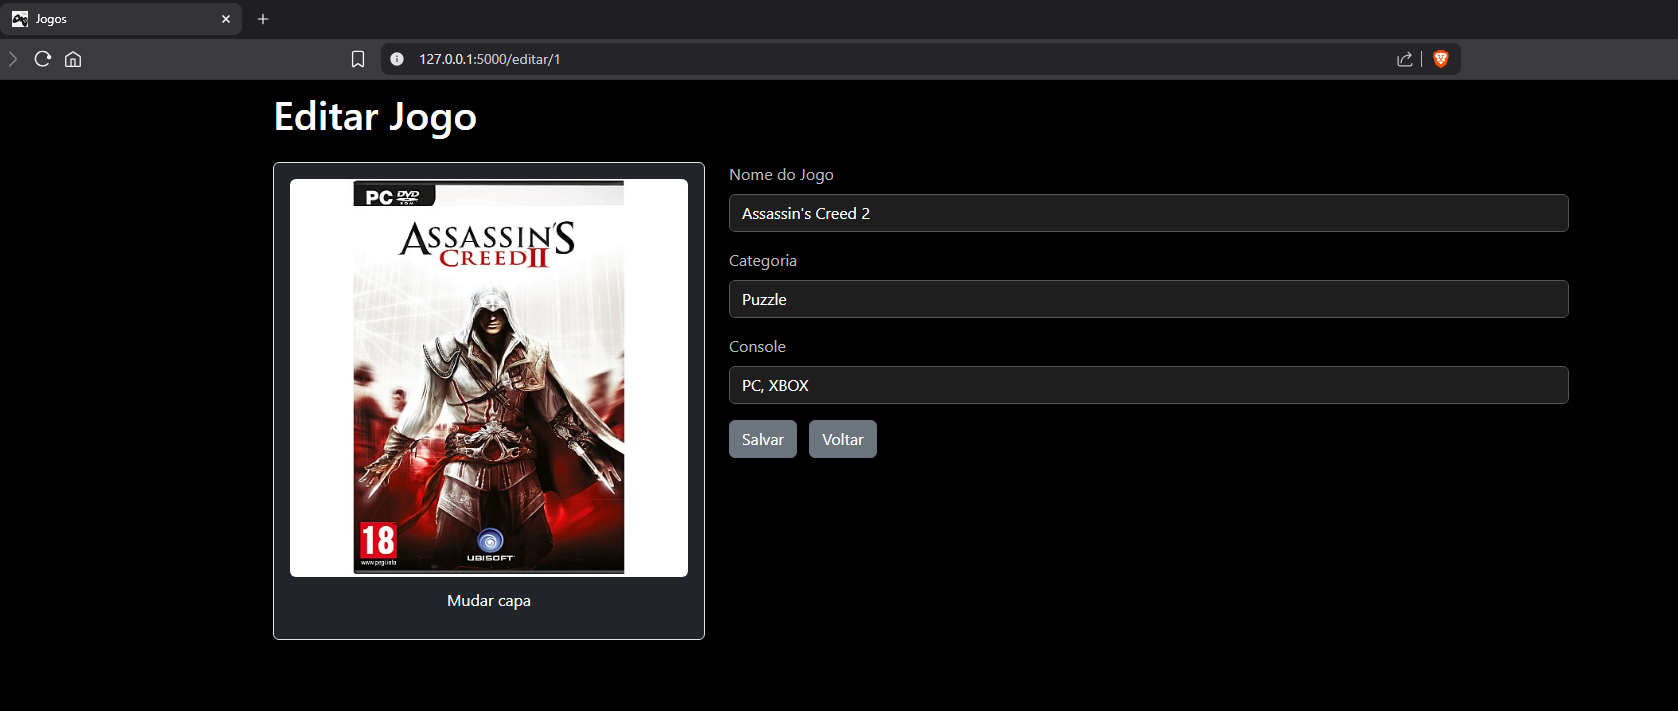 Jogos
127.0.0.1:5000/editar/1
Editar Jogo
PC DVD
ROM
ASSASSIN'S
CREED II
18
www.pegi.info
UBISOFT
Mudar capa
Nome do Jogo
Assassin's Creed 2
Categoria
Puzzle
Console
PC, XBOX
Salvar
Voltar